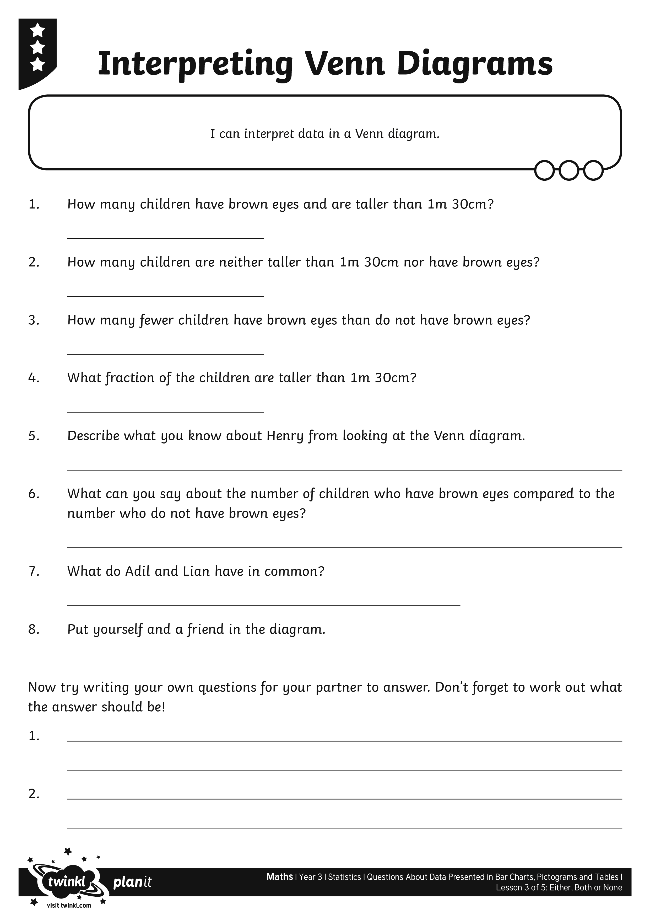 Interpreting Venn Diagrams
I can interpret data in a Venn diagram.
1. How many children have brown eyes and are taller than 1m 30cm?
2. How many children are neither taller than 1m 30cm nor have brown eyes?
3. How many fewer children have brown eyes than do not have brown eyes?
4. What fraction of the children are taller than 1m 30cm?
5. Describe what you know about Henry from looking at the Venn diagram.
6. What can you say about the number of children who have brown eyes compared to the
number who do not have brown eyes?
7. What do Adil and Lian have in common?
8. Put yourself and a friend in the diagram.
Now try writing your own questions for your partner to answer. Don't forget to work out what
the answer should be!
1.
2.
twinkl planit
visit twinkl.com
Maths | Year 3 | Statistics | Questions About Data Presented in Bar Charts, Pictograms and Tables |
Lesson 3 of 5: Either, Both or None